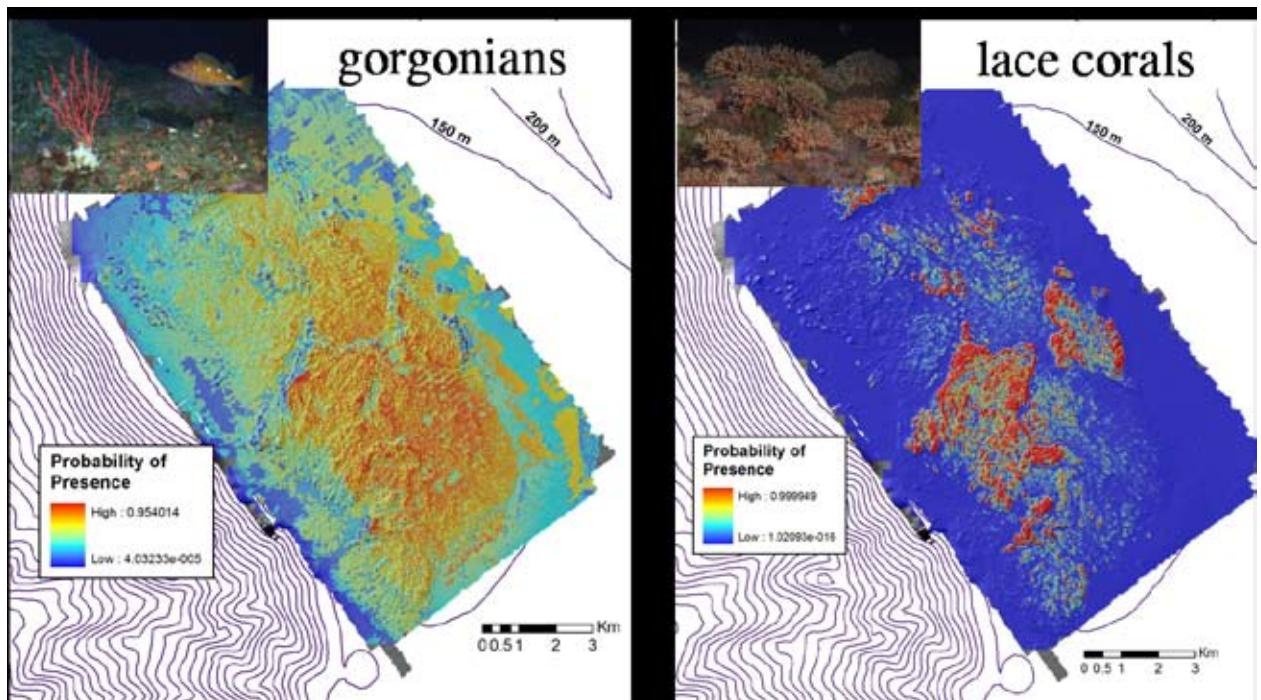 gorgonians
150 m
200 m
Probability of
Presence
High : 0.954014
Low : 4.03233e-005
Km
0 0.5 1 2 3
lace corals
150 m
200 m
Probability of
Presence
High : 0.999949
Low : 1.02093e-016
Km
0 0.5 1 2 3